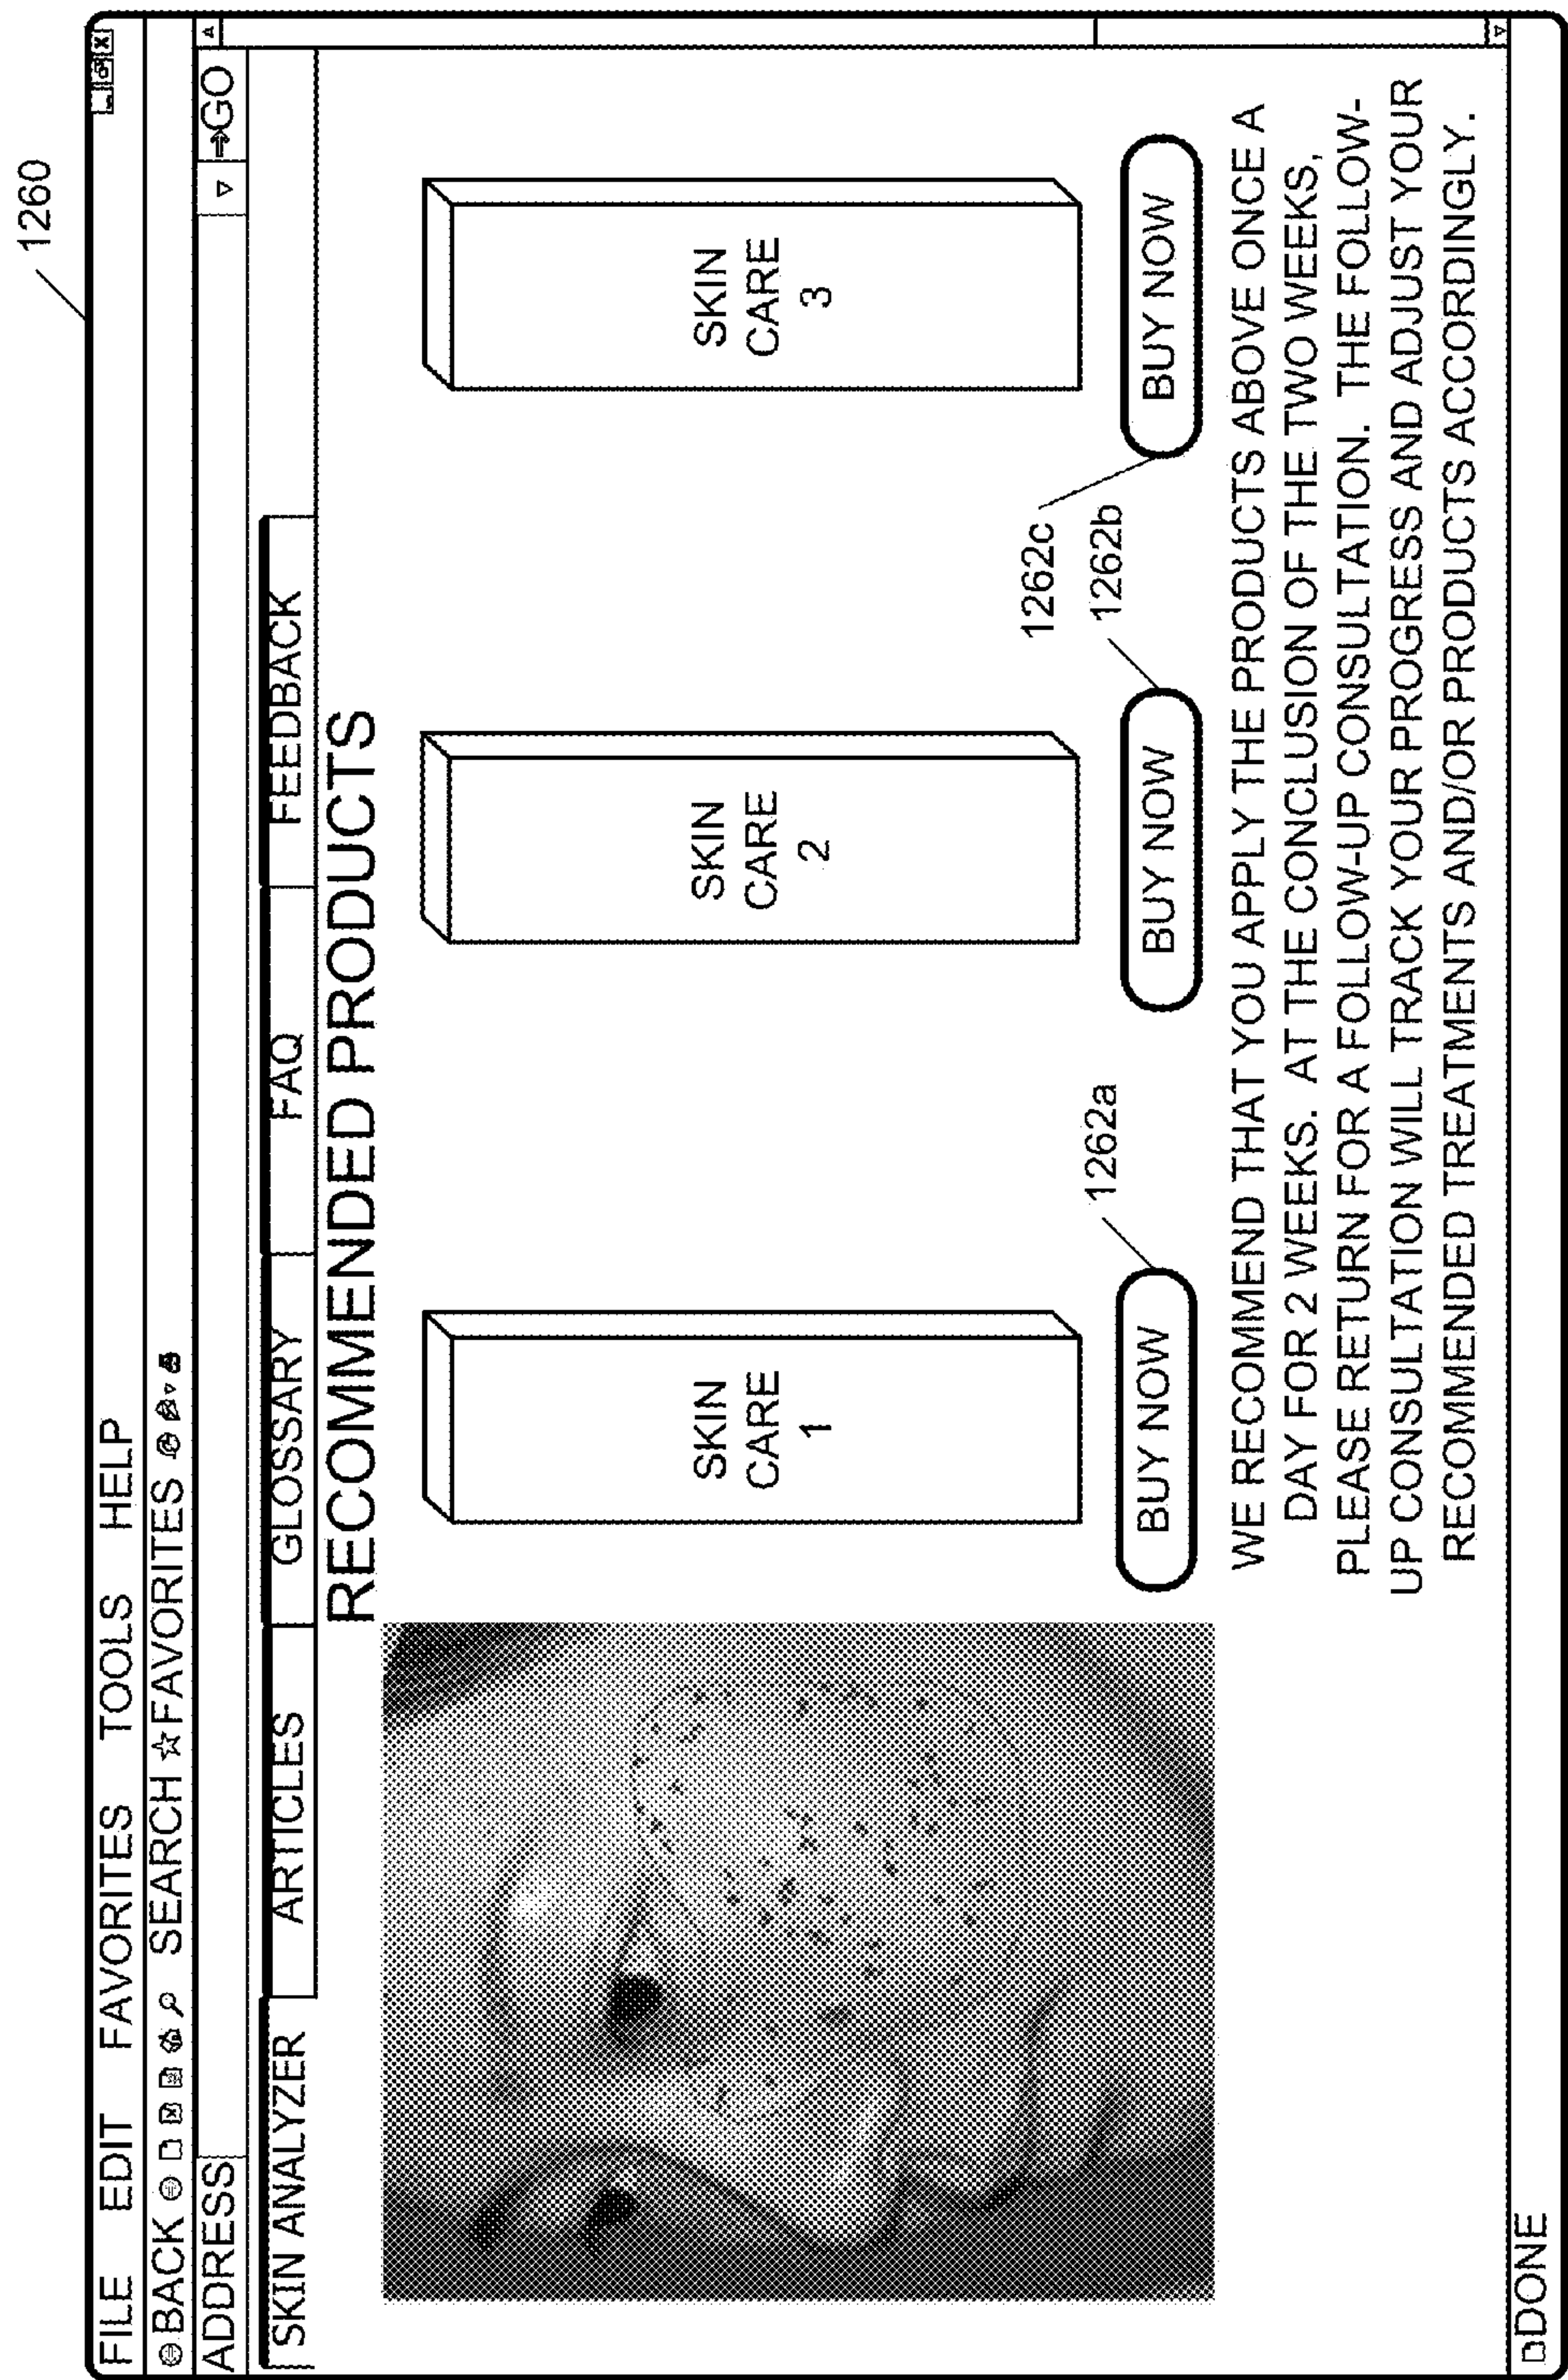 1260
FILE EDIT FAVORITES TOOLS HELP
BACK SEARCH FAVORITES
ADDRESS GO
SKIN ANALYZER ARTICLES GLOSSARY FAQ FEEDBACK
RECOMMENDED PRODUCTS
SKIN
CARE
1
SKIN
CARE
2
SKIN
CARE
3
1262a
1262c
1262b
BUY NOW BUY NOW BUY NOW
WE RECOMMEND THAT YOU APPLY THE PRODUCTS ABOVE ONCE A
DAY FOR 2 WEEKS. AT THE CONCLUSION OF THE TWO WEEKS,
PLEASE RETURN FOR A FOLLOW-UP CONSULTATION. THE FOLLOW-
UP CONSULTATION WILL TRACK YOUR PROGRESS AND ADJUST YOUR
RECOMMENDED TREATMENTS AND/OR PRODUCTS ACCORDINGLY.
DONE